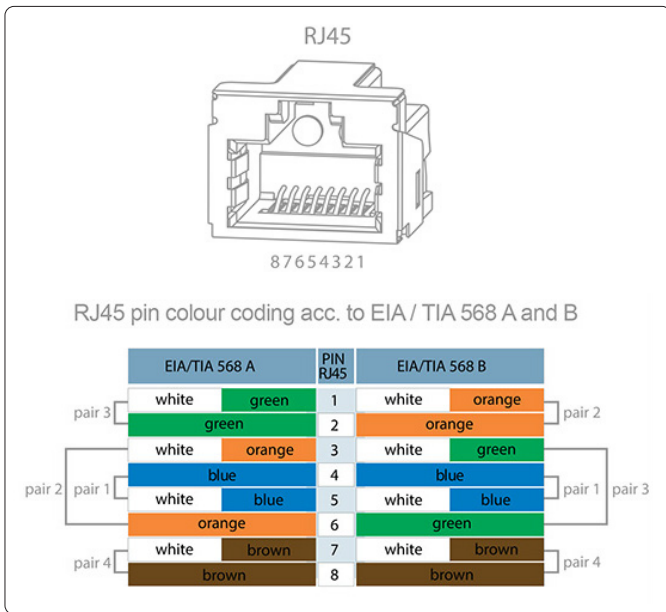 RJ45
87654321
RJ45 pin colour coding acc. to EIA / TIA 568 A and B
EIA/TIA 568 A PIN RJ45 EIA/TIA 568 B
white green 1 white orange
pair 3 pair 2
green 2 orange
white orange 3 white green
blue 4 blue
pair 2 pair 1 pair 1 pair 3
white blue 5 white blue
orange 6 green
white brown 7 white brown
pair 4 pair 4
brown 8 brown